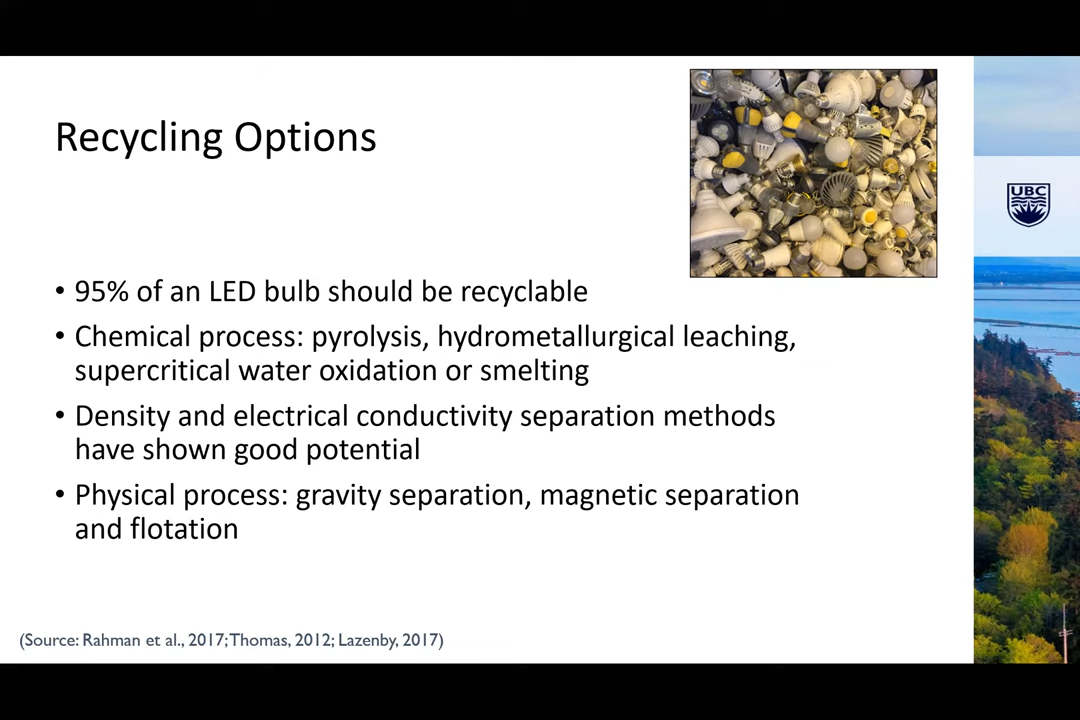 Recycling Options
UBC
• 95% of an LED bulb should be recyclable
• Chemical process: pyrolysis, hydrometallurgical leaching,
supercritical water oxidation or smelting
• Density and electrical conductivity separation methods
have shown good potential
• Physical process: gravity separation, magnetic separation
and flotation
(Source: Rahman et al., 2017;Thomas, 2012; Lazenby, 2017)